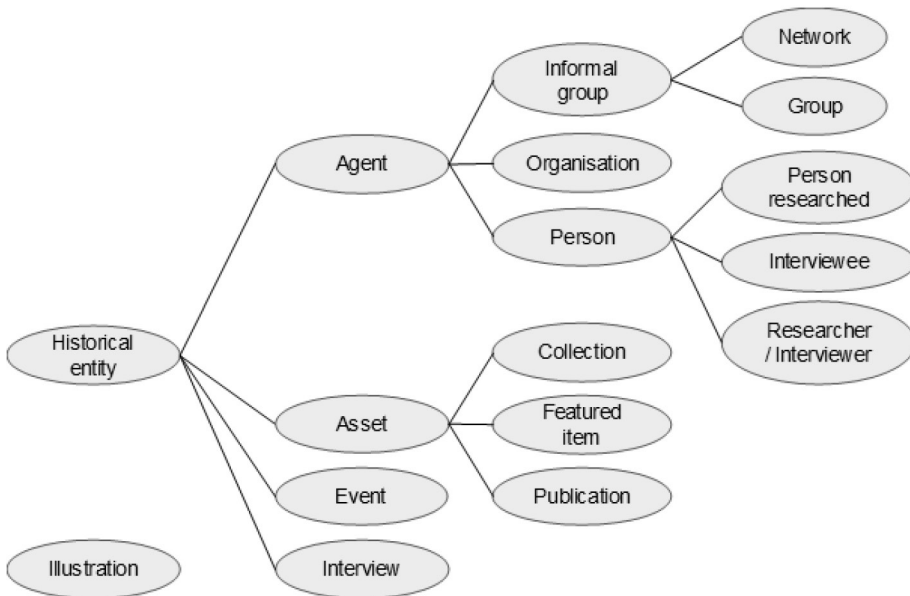 Network
Informal
group
Group
Agent
Organisation
Person
researched
Person
Interviewee
Researcher
/ Interviewer
Historical
entity
Collection
Asset
Featured
item
Event
Publication
Illustration
Interview